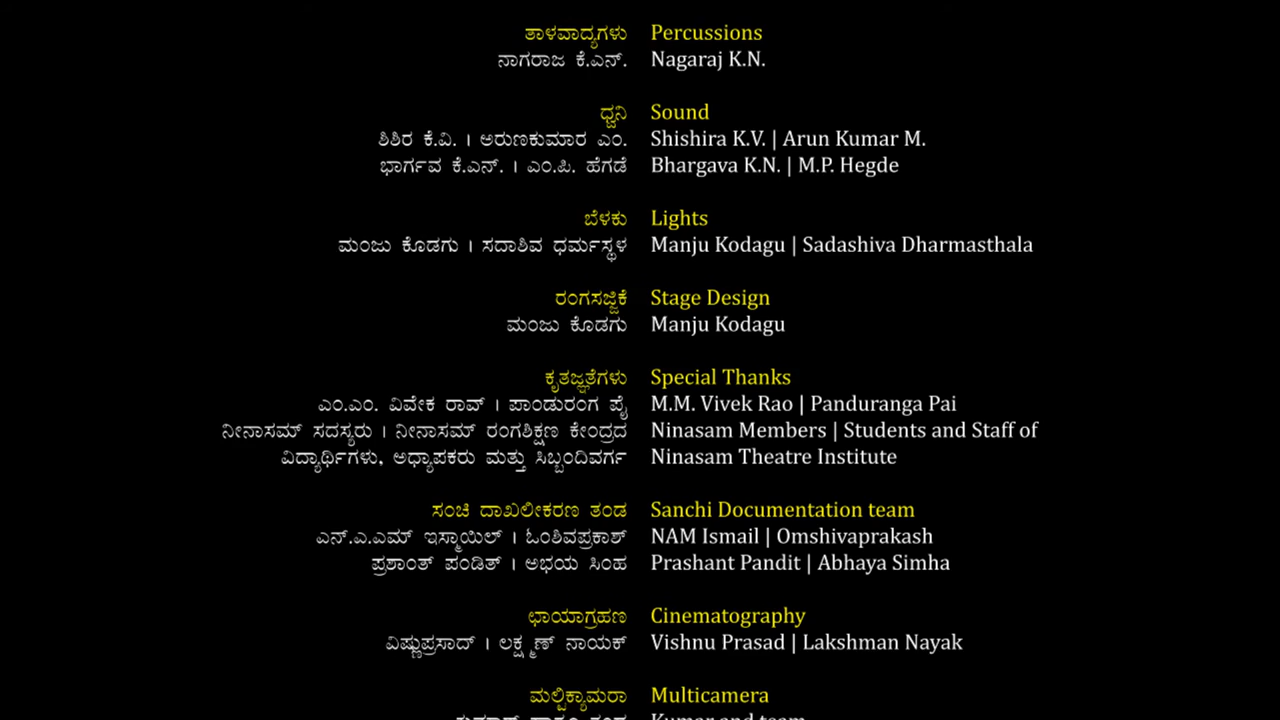 ತಾಳವಾದ್ಯಗಳು Percussions
ನಾಗರಾಜ ಕೆ.ಎನ್. Nagaraj K.N.
ಧ್ವನಿ Sound
ಶಿಶಿರ ಕೆ.ವಿ. । ಅರುಣಕುಮಾರ ಎಂ. Shishira K.V. | Arun Kumar M.
ಭಾರ್ಗವ ಕೆ.ಎನ್. । ಎಂ.ಪಿ. ಹೆಗಡೆ Bhargava K.N. | M.P. Hegde
ಬೆಳಕು Lights
ಮಂಜು ಕೊಡಗು । ಸದಾಶಿವ ಧರ್ಮಸ್ಥಳ Manju Kodagu | Sadashiva Dharmasthala
ರಂಗಸಜ್ಜಿಕೆ Stage Design
ಮಂಜು ಕೊಡಗು Manju Kodagu
ಕೃತಜ್ಞತೆಗಳು Special Thanks
ಎಂ.ಎಂ. ವಿವೇಕ ರಾವ್ । ಪಾಂಡುರಂಗ ಪೈ M.M. Vivek Rao | Panduranga Pai
ನೀನಾಸಮ್ ಸದಸ್ಯರು । ನೀನಾಸಮ್ ರಂಗಶಿಕ್ಷಣ ಕೇಂದ್ರದ Ninasam Members | Students and Staff of
ವಿದ್ಯಾರ್ಥಿಗಳು, ಅಧ್ಯಾಪಕರು ಮತ್ತು ಸಿಬ್ಬಂದಿವರ್ಗ Ninasam Theatre Institute
ಸಂಚಿ ದಾಖಲೀಕರಣ ತಂಡ Sanchi Documentation team
ಎನ್.ಎ.ಎಮ್ ಇಸ್ಮಾಯಿಲ್ । ಓಂಶಿವಪ್ರಕಾಶ್ NAM Ismail | Omshivaprakash
ಪ್ರಶಾಂತ್ ಪಂಡಿತ್ । ಅಭಯ ಸಿಂಹ Prashant Pandit | Abhaya Simha
ಛಾಯಾಗ್ರಹಣ Cinematography
ವಿಷ್ಣುಪ್ರಸಾದ್ । ಲಕ್ಷ್ಮಣ್ ನಾಯಕ್ Vishnu Prasad | Lakshman Nayak
ಮಲ್ಟಿಕ್ಯಾಮರಾ Multicamera
Kumar and team